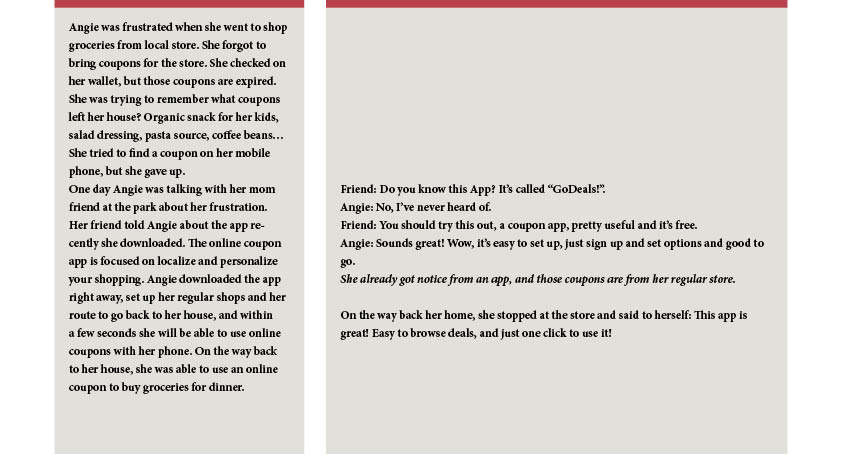 Angie was frustrated when she went to shop
groceries from local store. She forgot to
bring coupons for the store. She checked on
her wallet, but those coupons are expired.
She was trying to remember what coupons
left her house? Organic snack for her kids,
salad dressing, pasta source, coffee beans…
She tried to find a coupon on her mobile
phone, but she gave up.
One day Angie was talking with her mom
friend at the park about her frustration.
Her friend told Angie about the app re-
cently she downloaded. The online coupon
app is focused on localize and personalize
your shopping. Angie downloaded the app
right away, set up her regular shops and her
route to go back to her house, and within
a few seconds she will be able to use online
coupons with her phone. On the way back
to her house, she was able to use an online
coupon to buy groceries for dinner.
Friend: Do you know this App? It’s called “GoDeals!”.
Angie: No, I’ve never heard of.
Friend: You should try this out, a coupon app, pretty useful and it’s free.
Angie: Sounds great! Wow, it’s easy to set up, just sign up and set options and good to
go.
She already got notice from an app, and those coupons are from her regular store.
On the way back her home, she stopped at the store and said to herself: This app is
great! Easy to browse deals, and just one click to use it!